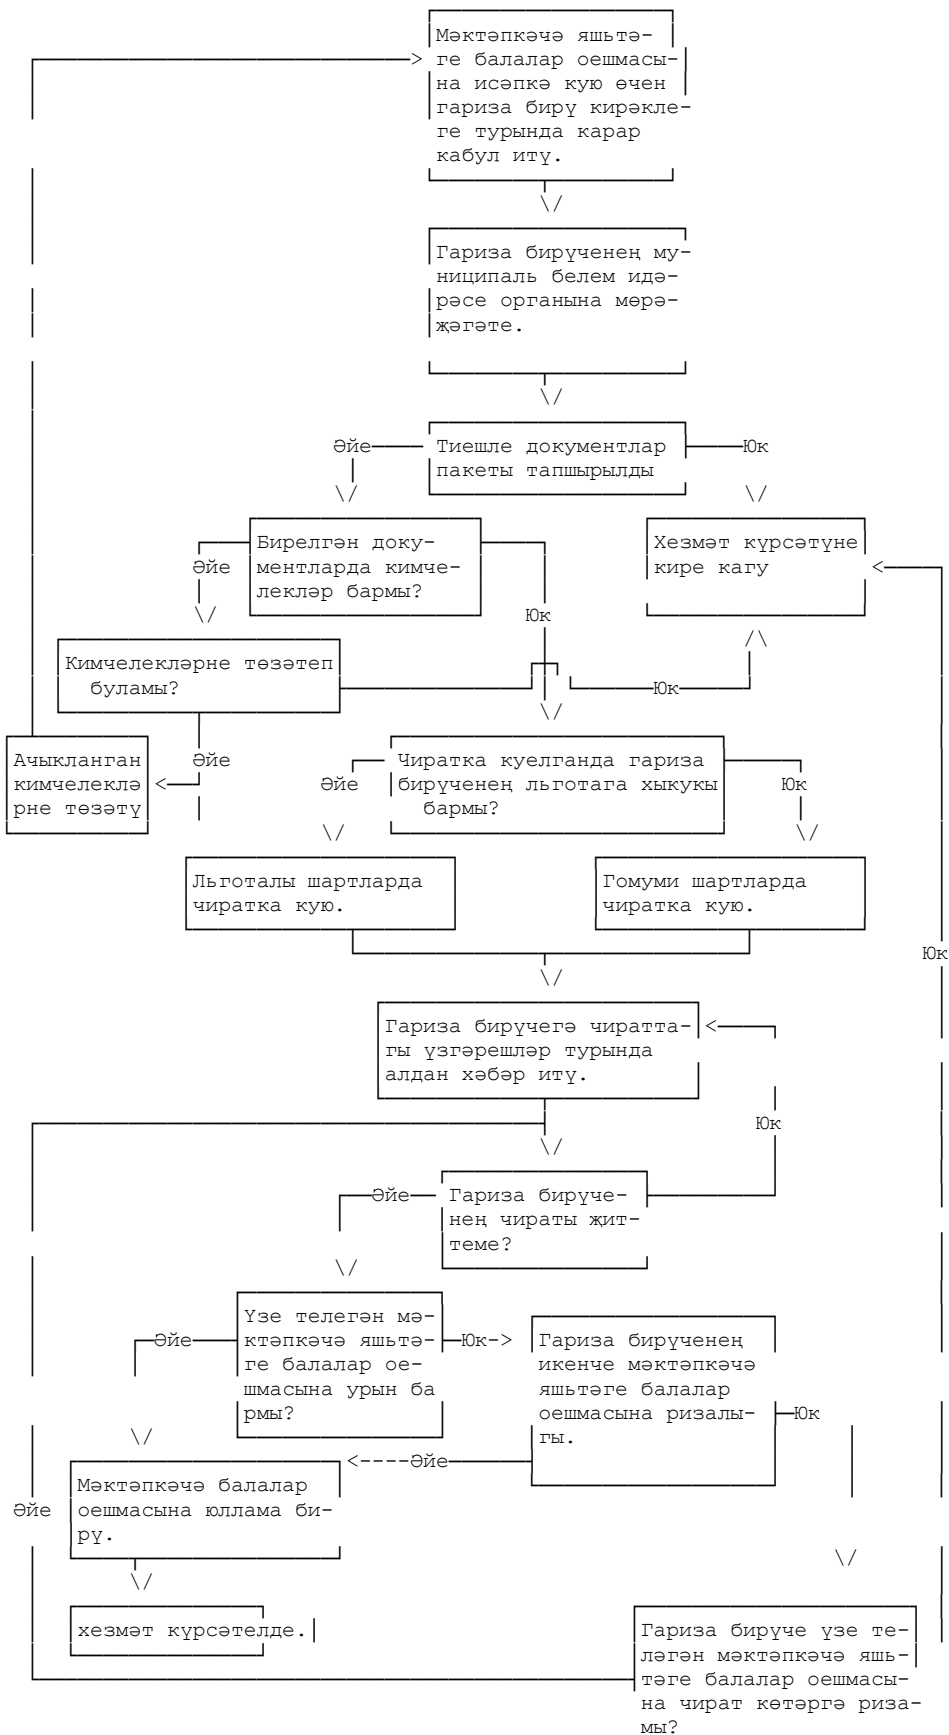 Мәктәпкәчә яшьтә-
ге балалар оешмасы-
на исәпкә кую өчен
гариза бирү кирәкле-
ге турында карар
кабул итү.
Гариза бирүченең му-
ниципаль белем идә-
рәсе органына мөрә-
җәгәте.
Әйе
Тиешле документлар
пакеты тапшырылды
Юк
Әйе
Бирелгән доку-
ментларда кимче-
лекләр бармы?
Юк
Хезмәт күрсәтүне
кире кагу
Кимчелекләрне төзәтеп
буламы?
Юк
Әйе
Ачыкланган
кимчелеклә
рне төзәтү
Әйе
Чиратка куелганда гариза
бирүченең льготага хыкукы
бармы?
Юк
Льготалы шартларда
чиратка кую.
Гомуми шартларда
чиратка кую.
Юк
Гариза бирүчегә чиратта-
гы үзгәрешләр турында
алдан хәбәр итү.
Юк
Әйе
Гариза бирүче-
нең чираты җит-
теме?
Әйе
Үзе телегән мә-
ктәпкәчә яшьтә-
ге балалар ое-
шмасына урын ба
рмы?
Юк->
Гариза бирүченең
икенче мәктәпкәчә
яшьтәге балалар
оешмасына ризалы-
гы.
Юк
<----Әйе
Мәктәпкәчә балалар
оешмасына юллама би-
рү.
Әйе
хезмәт күрсәтелде.
Гариза бирүче үзе те-
ләгән мәктәпкәчә яшь-
тәге балалар оешмасы-
на чират көтәргә риза-
мы?